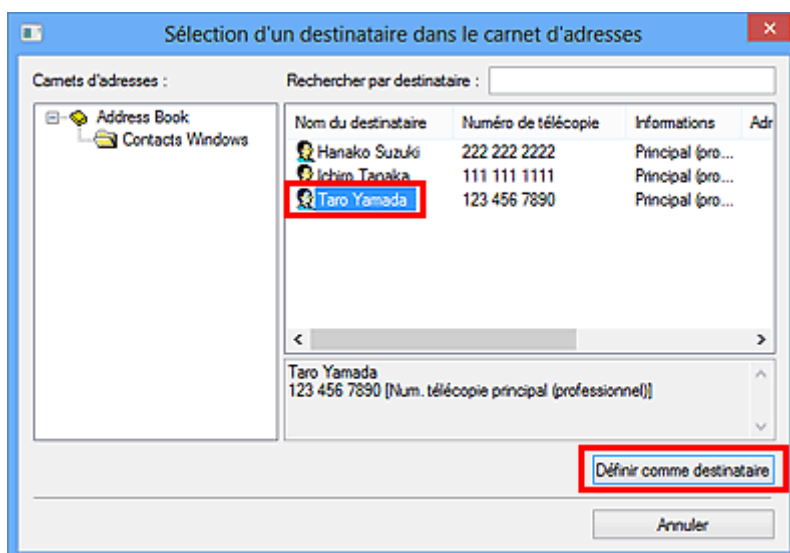 Sélection d'un destinataire dans le carnet d'adresses
Carnets d'adresses :
Rechercher par destinataire :
Address Book
Contacts Windows
Nom du destinataire Numéro de télécopie Informations Adr
Hanako Suzuki 222 222 2222 Principal (pro...
Ichiro Tanaka 111 111 1111 Principal (pro...
Taro Yamada 123 456 7890 Principal (pro...
Taro Yamada
123 456 7890 [Num. télécopie principal (professionnel)]
Définir comme destinataire
Annuler